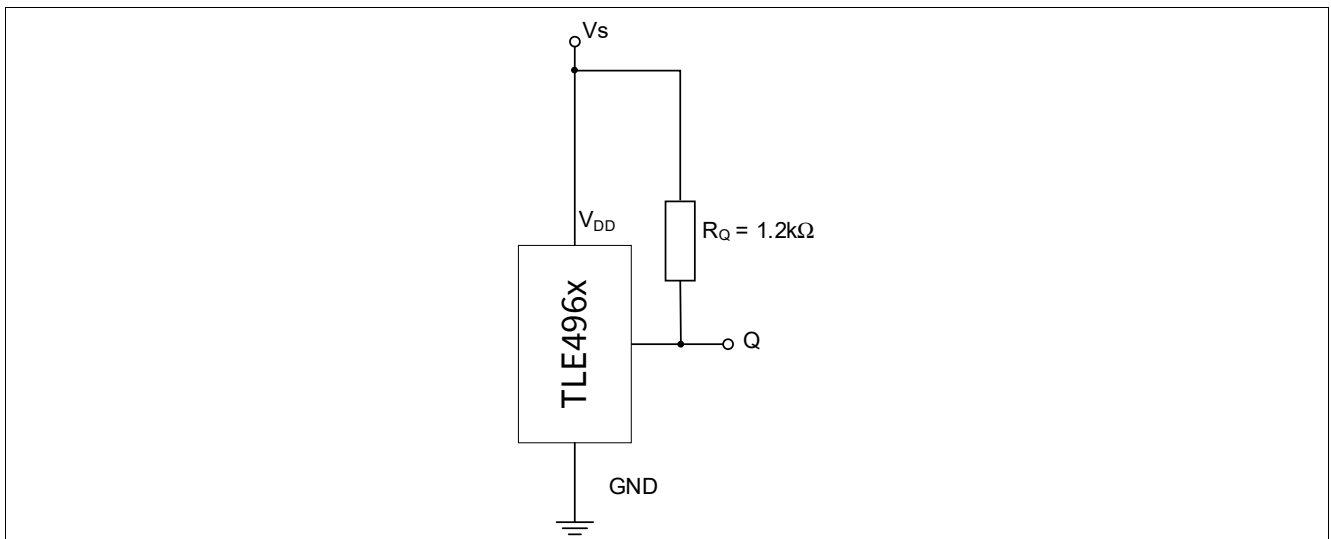 Vs
VDD
RQ = 1.2kΩ
TLE496x
Q
GND